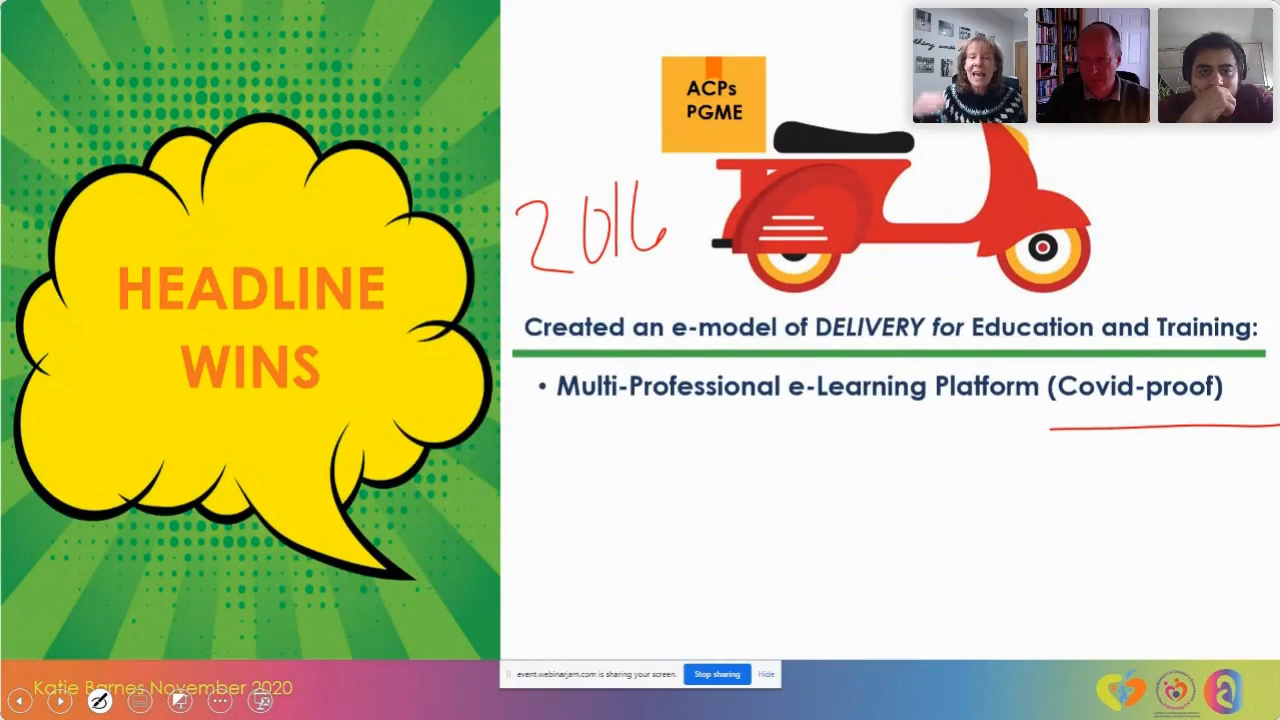 ACPs
PGME
2016
HEADLINE
WINS
Created an e-model of DELIVERY for Education and Training:
• Multi-Professional e-Learning Platform (Covid-proof)
event.webinarjam.com is sharing your screen.
Stop sharing
Hide
Katie Barnes November 2020